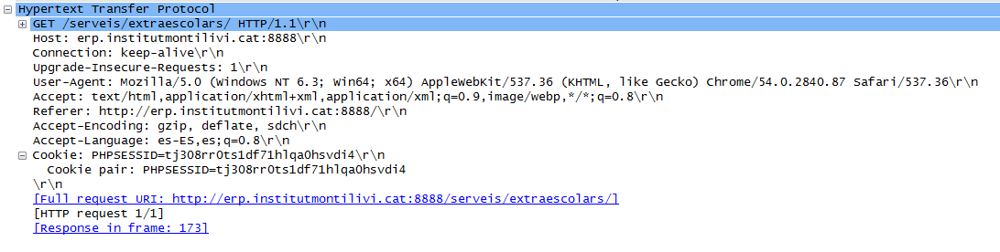 Hypertext Transfer Protocol
GET /serveis/extraescolars/ HTTP/1.1\r\n
Host: erp.institutmontilivi.cat:8888\r\n
Connection: keep-alive\r\n
Upgrade-Insecure-Requests: 1\r\n
User-Agent: Mozilla/5.0 (Windows NT 6.3; Win64; x64) AppleWebKit/537.36 (KHTML, like Gecko) Chrome/54.0.2840.87 Safari/537.36\r\n
Accept: text/html,application/xhtml+xml,application/xml;q=0.9,image/webp,*/*;q=0.8\r\n
Referer: http://erp.institutmontilivi.cat:8888/\r\n
Accept-Encoding: gzip, deflate, sdch\r\n
Accept-Language: es-ES,es;q=0.8\r\n
Cookie: PHPSESSID=tj308rr0ts1df71hlqa0hsvdi4\r\n
Cookie pair: PHPSESSID=tj308rr0ts1df71hlqa0hsvdi4
\r\n
[Full request URI: http://erp.institutmontilivi.cat:8888/serveis/extraescolars/]
[HTTP request 1/1]
[Response in frame: 173]